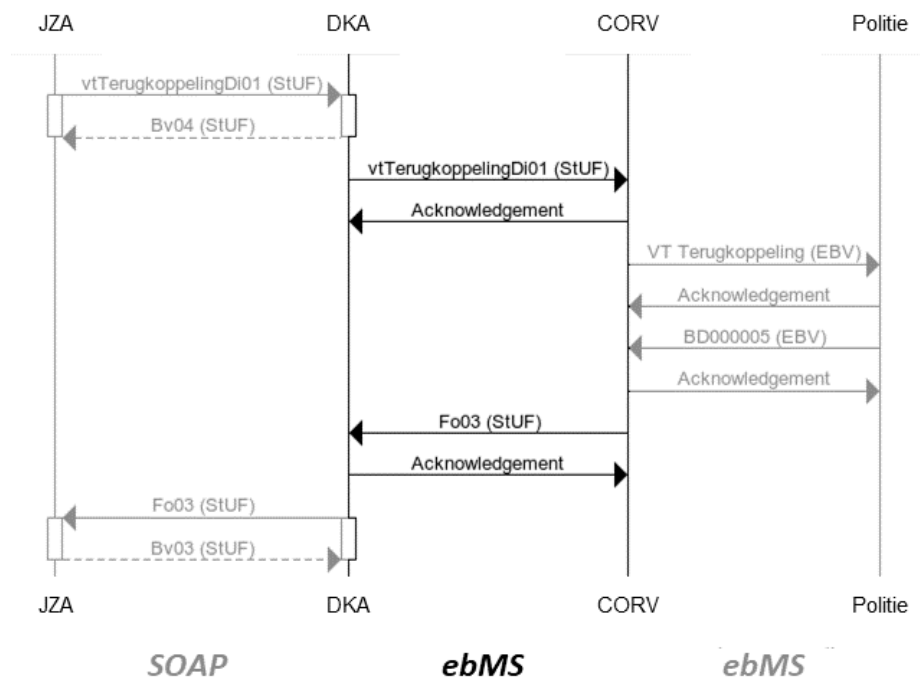 JZA DKA CORV Politie
vtTerugkoppelingDi01 (StUF)
Bv04 (StUF)
vtTerugkoppelingDi01 (StUF)
Acknowledgement
VT Terugkoppeling (EBV)
Acknowledgement
BD000005 (EBV)
Acknowledgement
Fo03 (StUF)
Acknowledgement
Fo03 (StUF)
Bv03 (StUF)
JZA DKA CORV Politie
SOAP ebMS ebMS